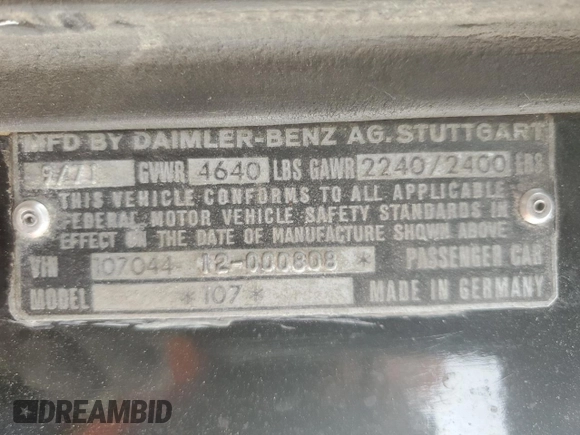 MFD BY DAIMLER-BENZ AG. STUTTGART
GVWR 4640 LBS GAWR 2240/2400 LBS
THIS VEHICLE CONFORMS TO ALL APPLICABLE
FEDERAL MOTOR VEHICLE SAFETY STANDARDS IN
EFFECT ON THE DATE OF MANUFACTURE SHOWN ABOVE
VIN 107044-12-000808 * PASSENGER CAR
MODEL *107* MADE IN GERMANY
DREAMBID